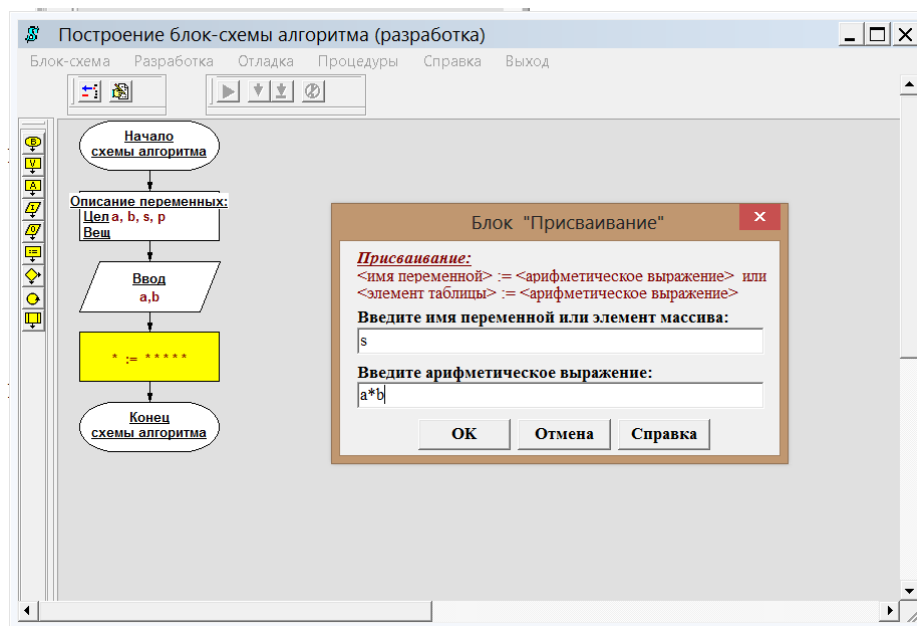 Построение блок-схемы алгоритма (разработка)
Блок-схема Разработка Отладка Процедуры Справка Выход
Начало
схемы алгоритма
Описание переменных:
Цел a, b, s, p
Вещ
Ввод
a,b
* := * * * * *
Конец
схемы алгоритма
Блок "Присваивание"
Присваивание:
<имя переменной> := <арифметическое выражение> или
<элемент таблицы> := <арифметическое выражение>
Введите имя переменной или элемент массива:
s
Введите арифметическое выражение:
a*b
OK Отмена Справка